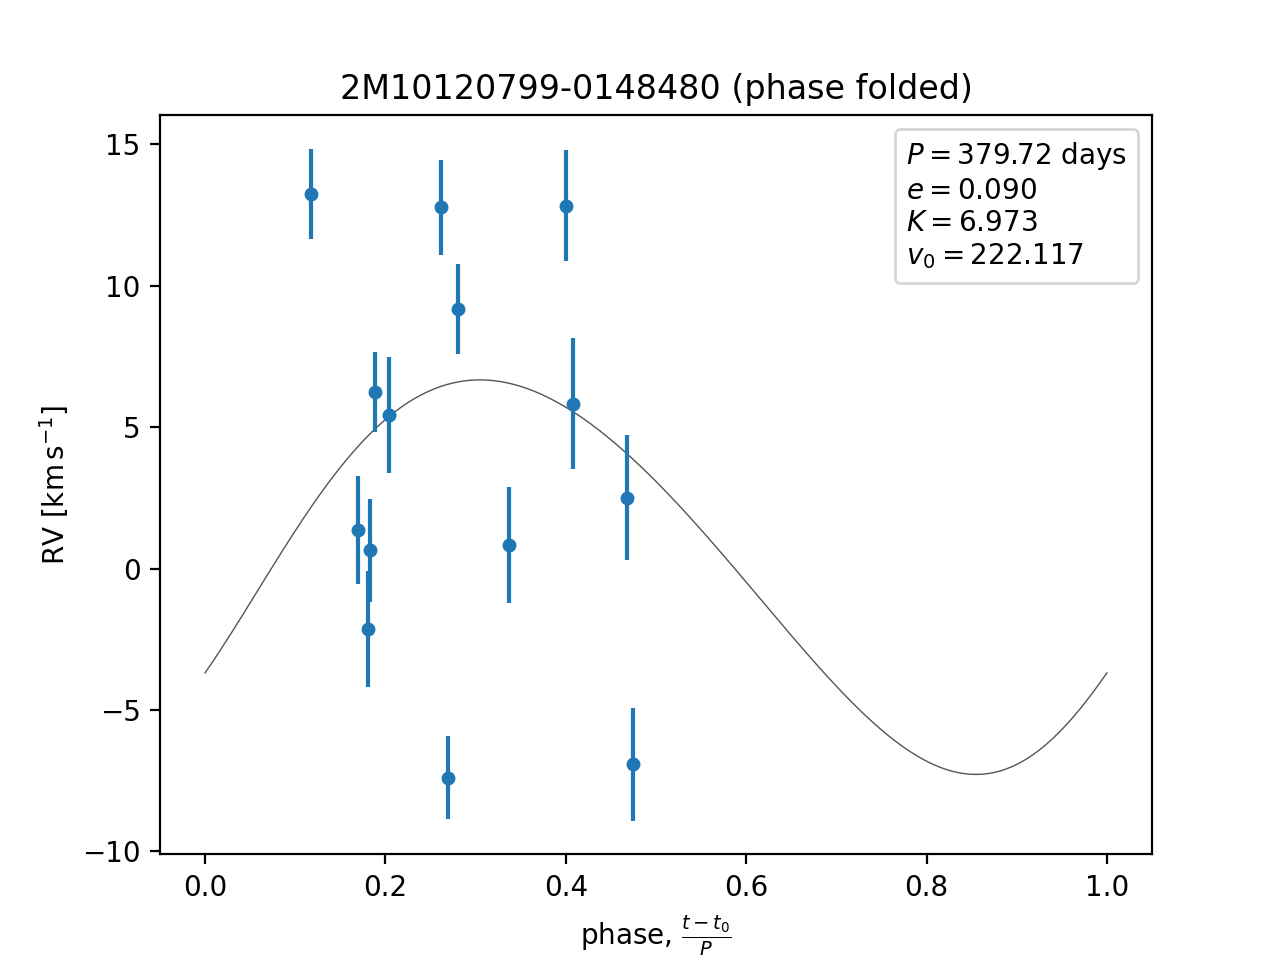 2M10120799-0148480 (phase folded)
P = 379.72 days
e = 0.090
K = 6.973
v₀ = 222.117
15
10
5
0
−5
−10
RV [km s⁻¹]
0.0 0.2 0.4 0.6 0.8 1.0
phase, (t − t₀)/P